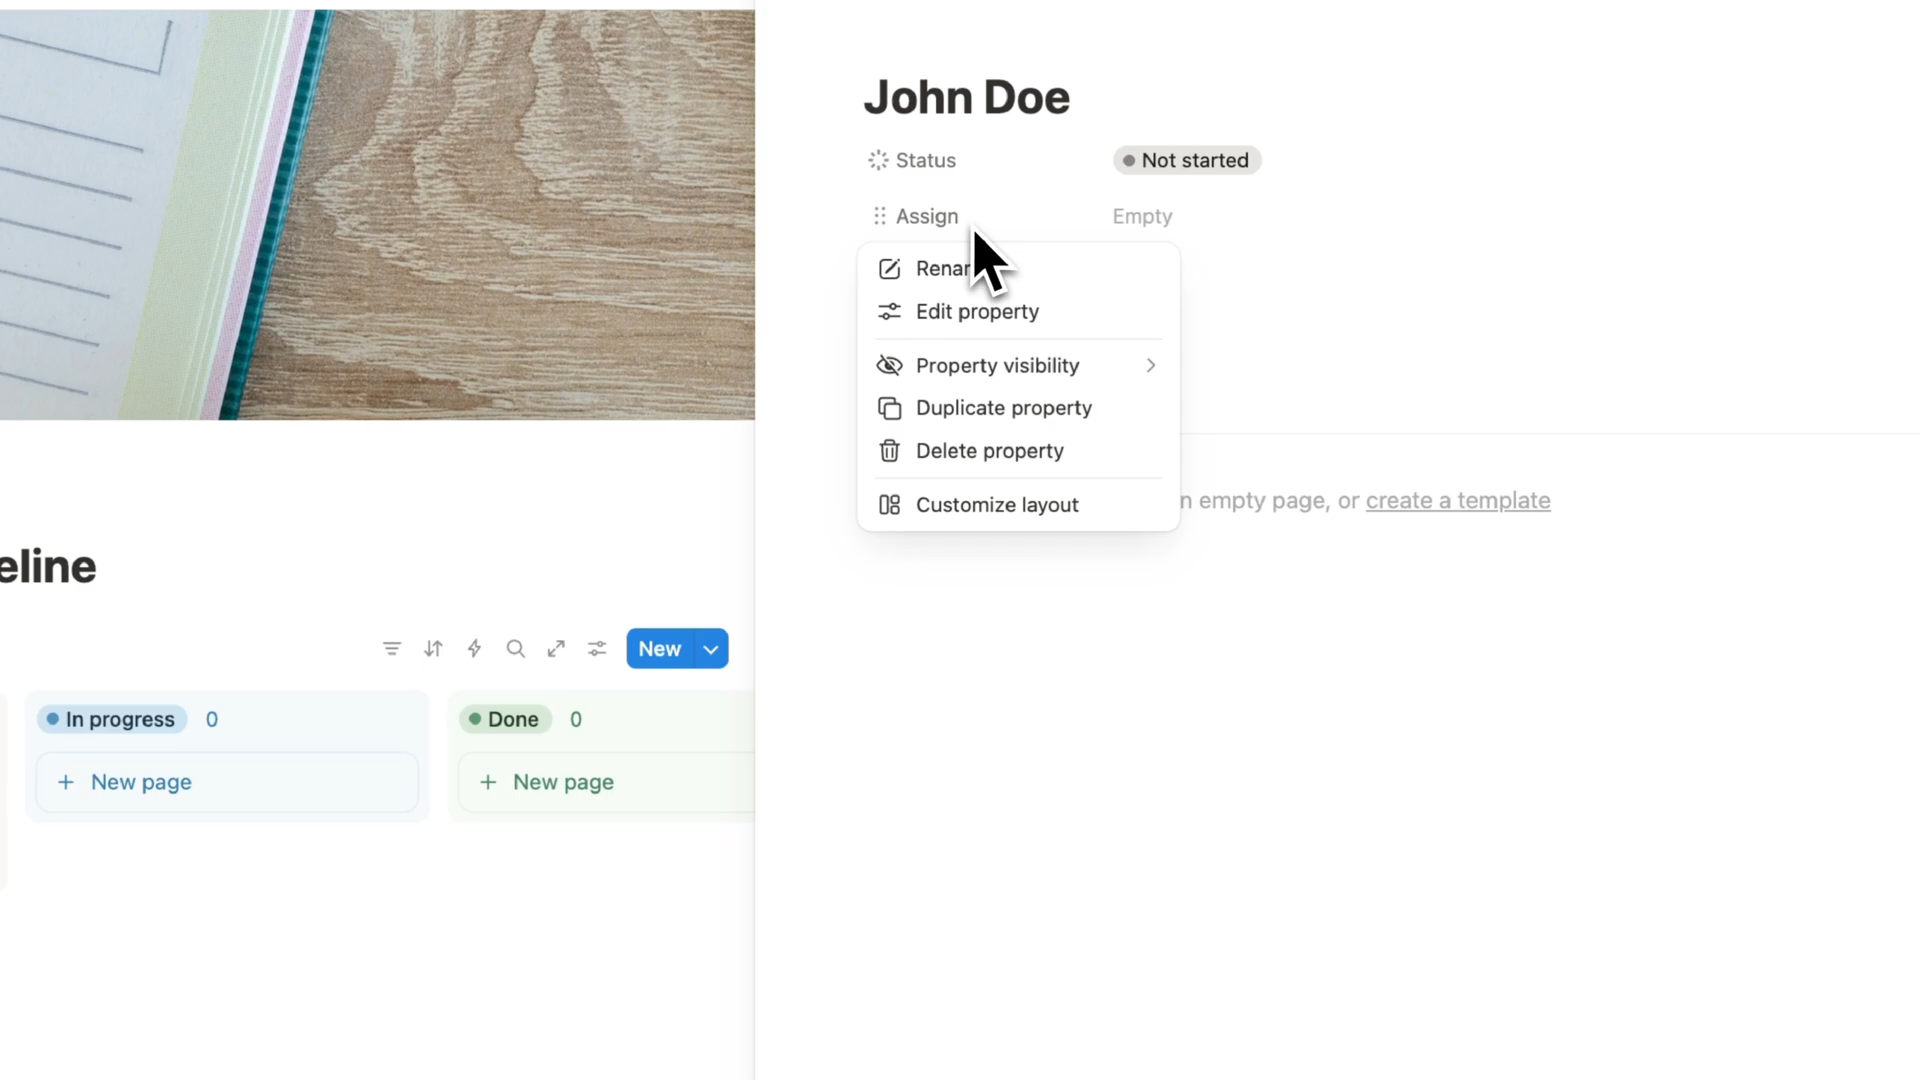 John Doe
Status
Not started
Assign
Empty
Edit property
Property visibility
Duplicate property
Delete property
Customize layout
n empty page, or create a template
eline
New
In progress 0
Done 0
+ New page
+ New page